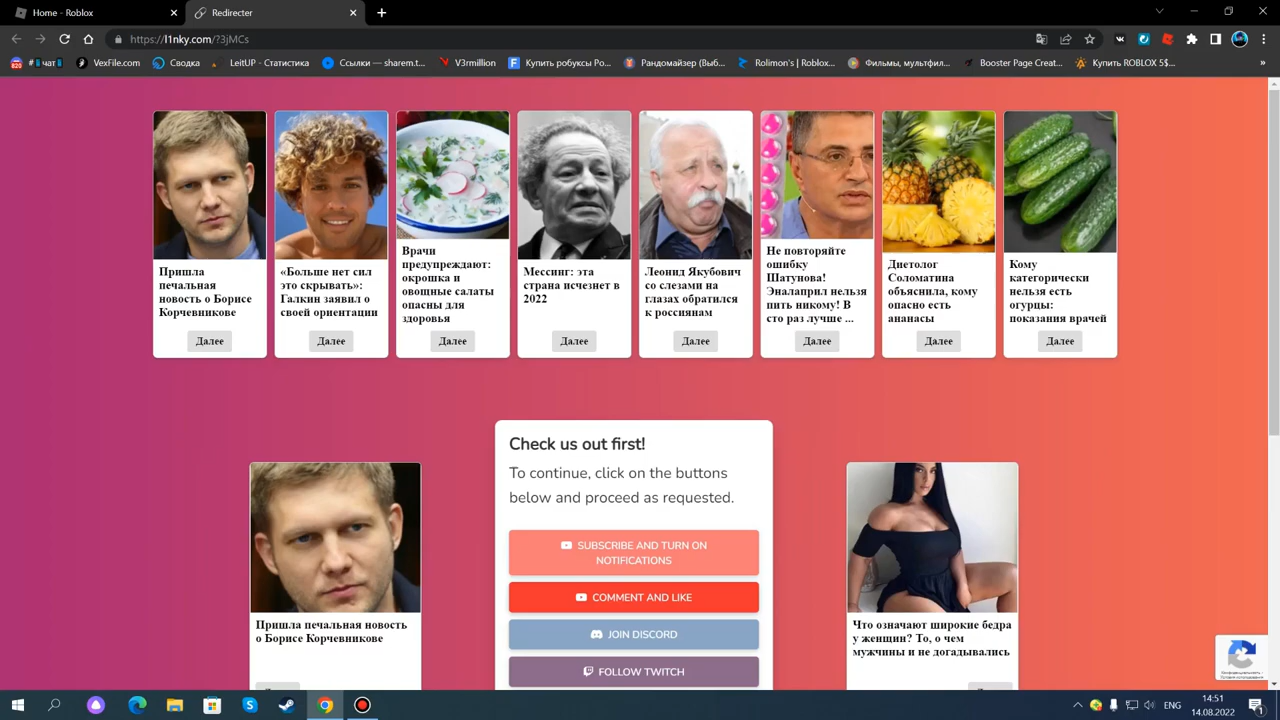 Home - Roblox
Redirecter
https://l1nky.com/?3jMCs
VexFile.com
Сводка
LeitUP - Статистика
Ссылки — sharem.t...
V3rmillion
Купить робуксы Ро...
Рандомайзер (Выб...
Rolimon's | Roblox...
Фильмы, мультфил...
Booster Page Creat...
Купить ROBLOX 5$...
»
Пришла
печальная
новость о Борисе
Корчевникове
Далее
«Больше нет сил
это скрывать»:
Галкин заявил о
своей ориентации
Далее
Врачи
предупреждают:
окрошка и
овощные салаты
опасны для
здоровья
Далее
Мессинг: эта
страна исчезнет в
2022
Далее
Леонид Якубович
со слезами на
глазах обратился
к россиянам
Далее
Не повторяйте
ошибку
Шатунова!
Эналаприл нельзя
пить никому! В
сто раз лучше ...
Далее
Диетолог
Соломатина
объяснила, кому
опасно есть
ананасы
Далее
Кому
категорически
нельзя есть
огурцы:
показания врачей
Далее
Check us out first!
To continue, click on the buttons
below and proceed as requested.
SUBSCRIBE AND TURN ON
NOTIFICATIONS
COMMENT AND LIKE
JOIN DISCORD
FOLLOW TWITCH
Пришла печальная новость
о Борисе Корчевникове
Что означают широкие бедра
у женщин? То, о чем
мужчины и не догадывались
ENG
14:51
14.08.2022